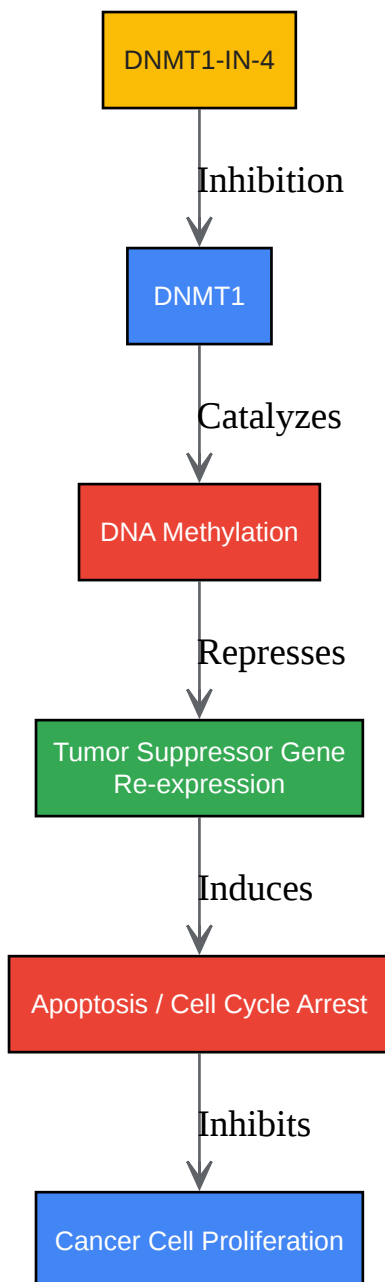 DNMT1-IN-4
Inhibition
DNMT1
Catalyzes
DNA Methylation
Represses
Tumor Suppressor Gene
Re-expression
Induces
Apoptosis / Cell Cycle Arrest
Inhibits
Cancer Cell Proliferation